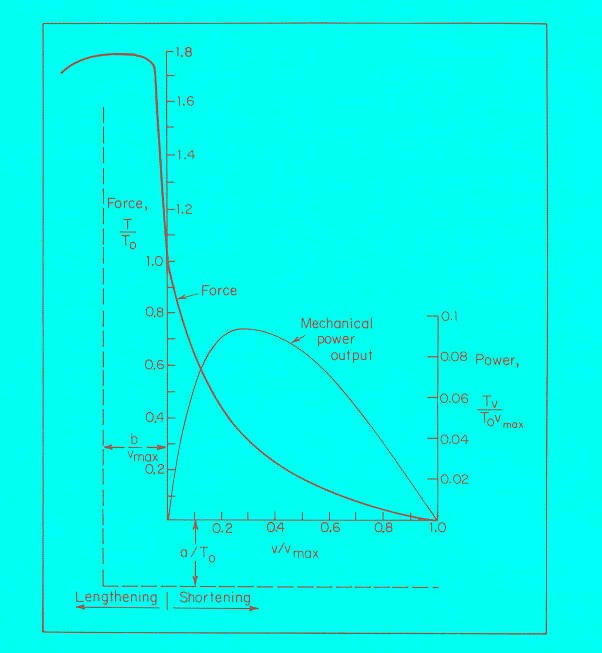 1.8
1.6
1.4
Force,
T
T₀
1.2
1.0
Force
0.8
Mechanical
power
output
0.1
0.6
0.08 Power,
0.4
0.06
Tv
T₀vmax
0.04
b
vmax
0.2
0.02
0.2 0.4 0.6 0.8 1.0
a/T₀
v/vmax
Lengthening Shortening